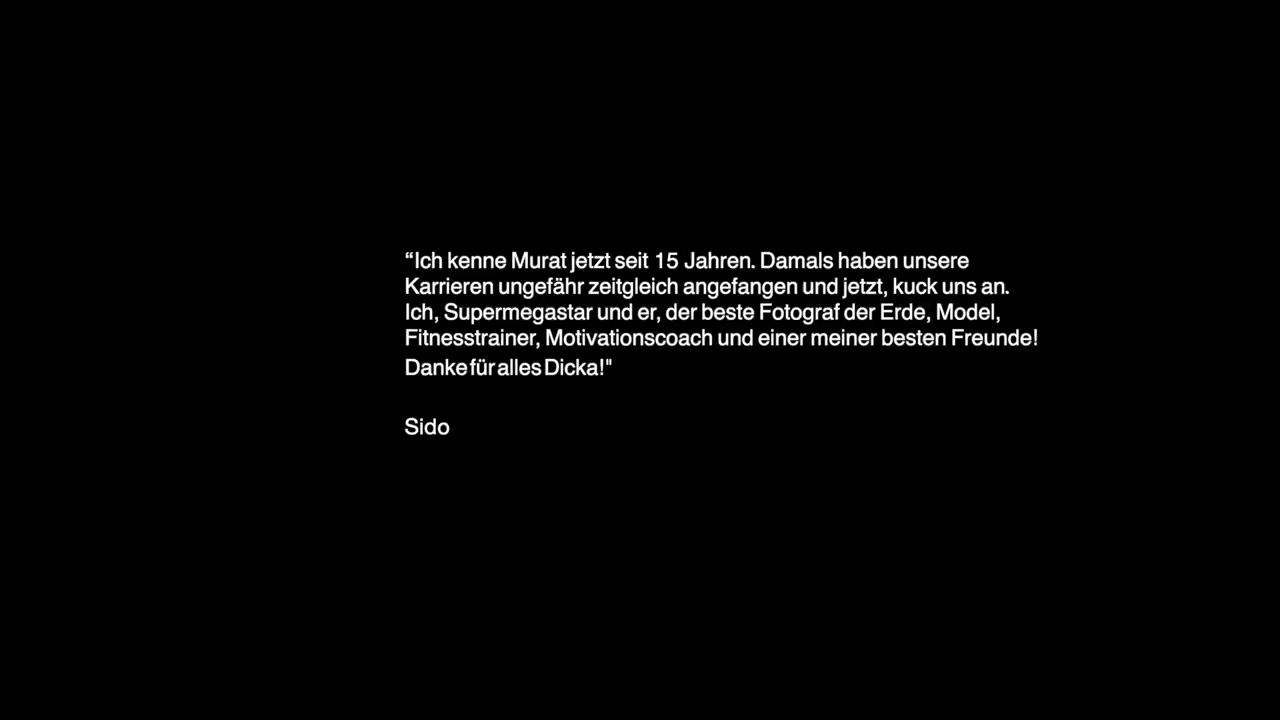 “Ich kenne Murat jetzt seit 15 Jahren. Damals haben unsere
Karrieren ungefähr zeitgleich angefangen und jetzt, kuck uns an.
Ich, Supermegastar und er, der beste Fotograf der Erde, Model,
Fitnesstrainer, Motivationscoach und einer meiner besten Freunde!
Danke für alles Dicka!"
Sido